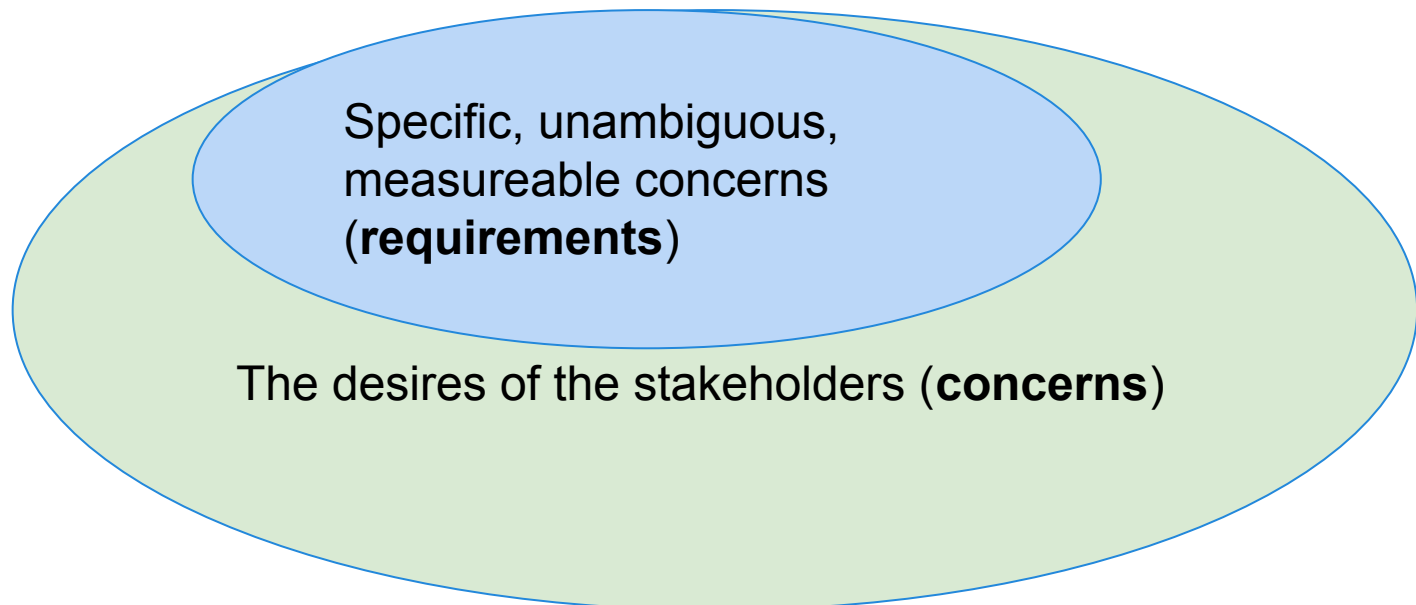 Specific, unambiguous,
measureable concerns
(requirements)
The desires of the stakeholders (concerns)